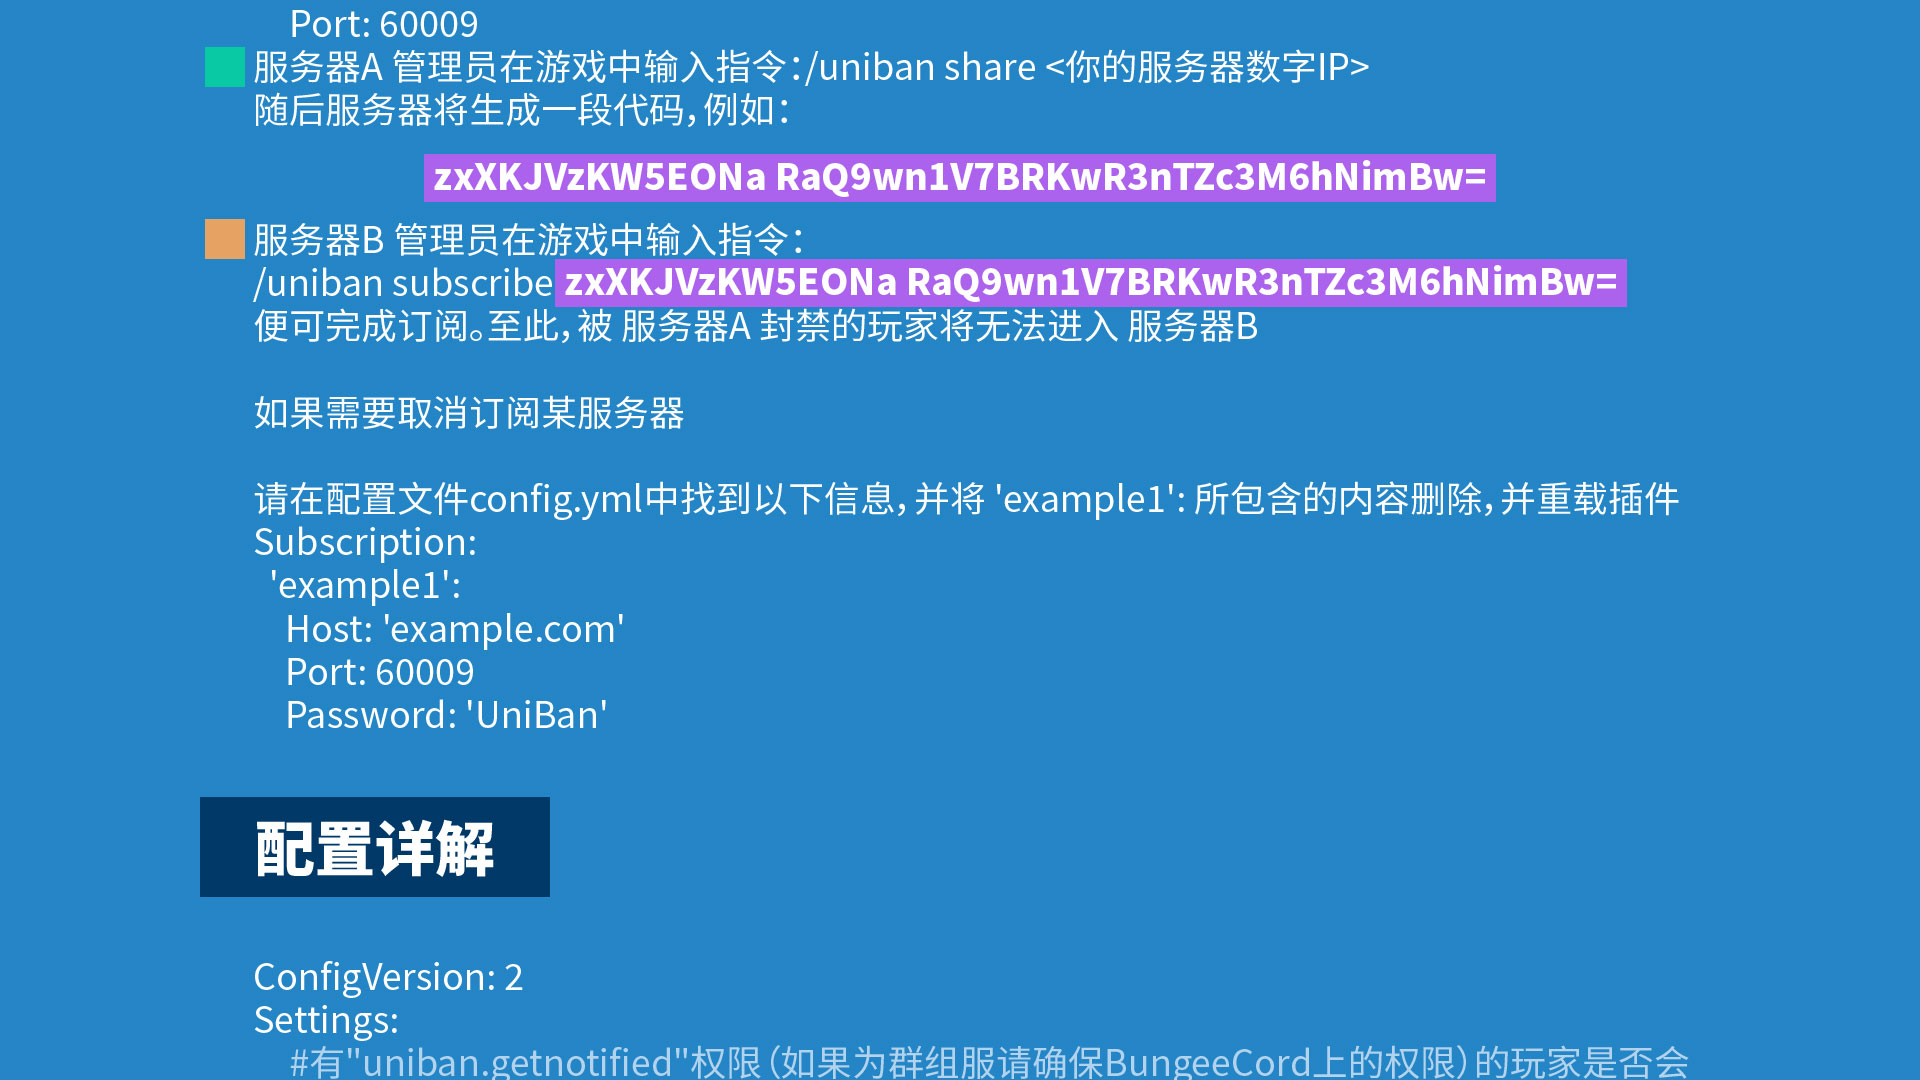 Port: 60009
服务器A 管理员在游戏中输入指令：/uniban share <你的服务器数字IP>
随后服务器将生成一段代码，例如：
zxXKJVzKW5EONa RaQ9wn1V7BRKwR3nTZc3M6hNimBw=
服务器B 管理员在游戏中输入指令：
/uniban subscribe zxXKJVzKW5EONa RaQ9wn1V7BRKwR3nTZc3M6hNimBw=
便可完成订阅。至此，被 服务器A 封禁的玩家将无法进入 服务器B
如果需要取消订阅某服务器
请在配置文件config.yml中找到以下信息，并将 'example1': 所包含的内容删除，并重载插件
Subscription:
'example1':
Host: 'example.com'
Port: 60009
Password: 'UniBan'
配置详解
ConfigVersion: 2
Settings:
#有"uniban.getnotified"权限（如果为群组服请确保BungeeCord上的权限）的玩家是否会